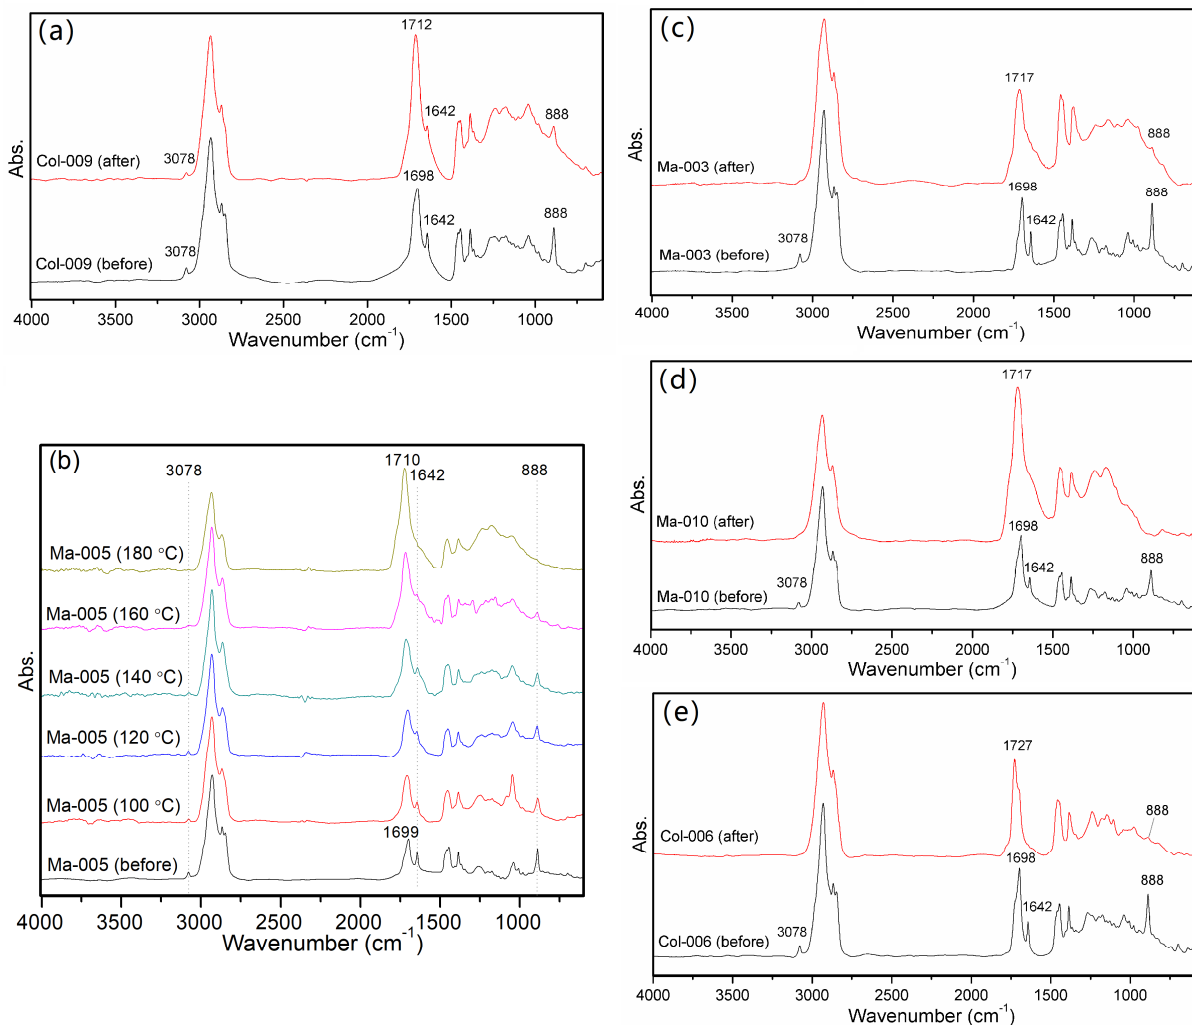 (a)
1712
1642
888
3078
Col-009 (after)
1698
1642
888
3078
Col-009 (before)
Abs.
4000 3500 3000 2500 2000 1500 1000
Wavenumber (cm⁻¹)
(b)
3078
1710
1642
888
Ma-005 (180 °C)
Ma-005 (160 °C)
Ma-005 (140 °C)
Ma-005 (120 °C)
Ma-005 (100 °C)
1699
Ma-005 (before)
Abs.
4000 3500 3000 2500 2000 1500 1000
Wavenumber (cm⁻¹)
(c)
1717
888
Ma-003 (after)
1698
888
1642
3078
Ma-003 (before)
Abs.
4000 3500 3000 2500 2000 1500 1000
Wavenumber (cm⁻¹)
(d)
1717
Ma-010 (after)
1698
1642
888
3078
Ma-010 (before)
Abs.
4000 3500 3000 2500 2000 1500 1000
Wavenumber (cm⁻¹)
(e)
1727
888
Col-006 (after)
1698
888
1642
3078
Col-006 (before)
Abs.
4000 3500 3000 2500 2000 1500 1000
Wavenumber (cm⁻¹)